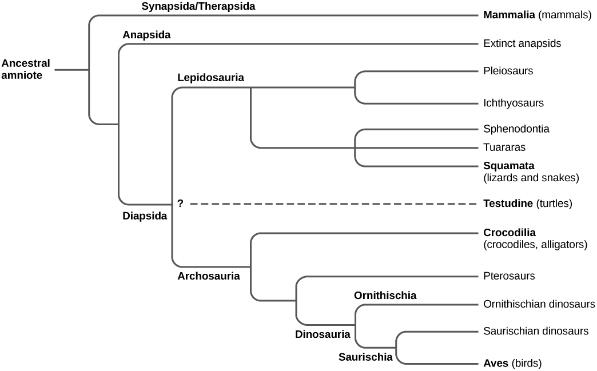 Synapsida/Therapsida
Mammalia (mammals)
Anapsida
Extinct anapsids
Ancestral
amniote
Lepidosauria
Pleiosaurs
Ichthyosaurs
Sphenodontia
Tuararas
Squamata
(lizards and snakes)
?
Testudine (turtles)
Diapsida
Crocodilia
(crocodiles, alligators)
Archosauria
Pterosaurs
Ornithischia
Ornithischian dinosaurs
Dinosauria
Saurischian dinosaurs
Saurischia
Aves (birds)